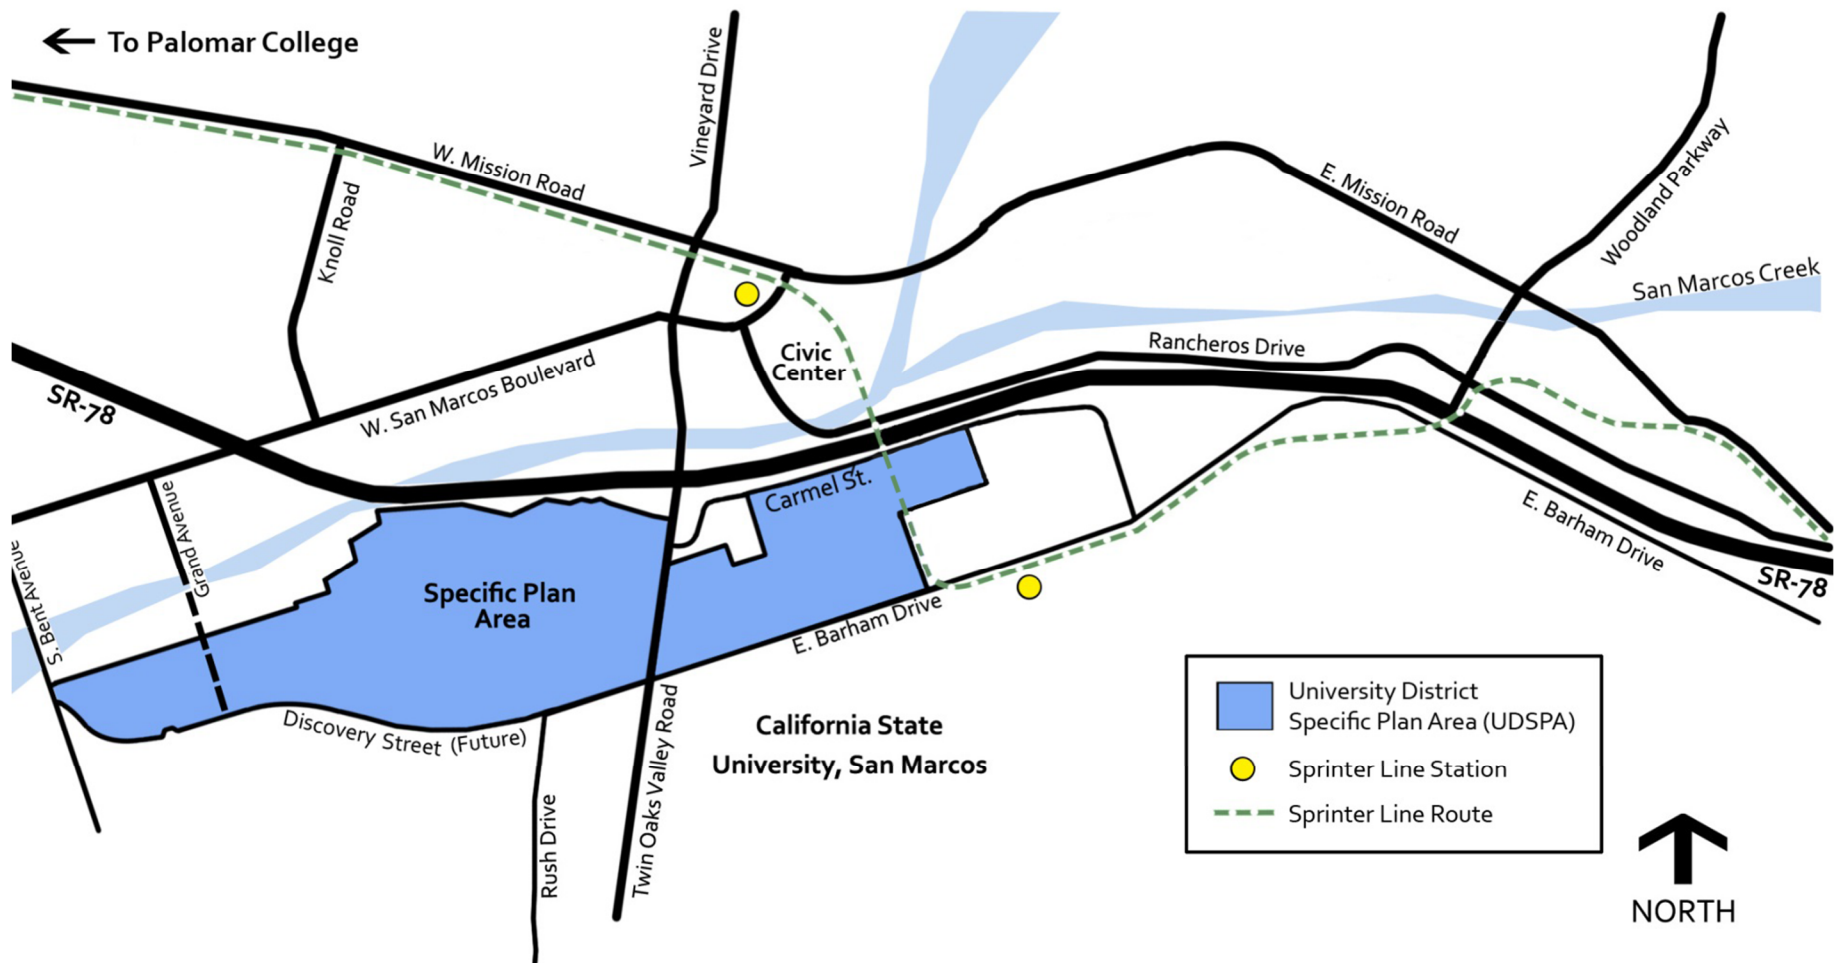 To Palomar College
Vineyard Drive
W. Mission Road
Knoll Road
E. Mission Road
Woodland Parkway
San Marcos Creek
Rancheros Drive
Civic
Center
SR-78
W. San Marcos Boulevard
Carmel St.
Grand Avenue
S. Bent Avenue
Specific Plan
Area
E. Barham Drive
E. Barham Drive
SR-78
Discovery Street (Future)
Rush Drive
Twin Oaks Valley Road
California State
University, San Marcos
University District
Specific Plan Area (UDSPA)
Sprinter Line Station
Sprinter Line Route
NORTH